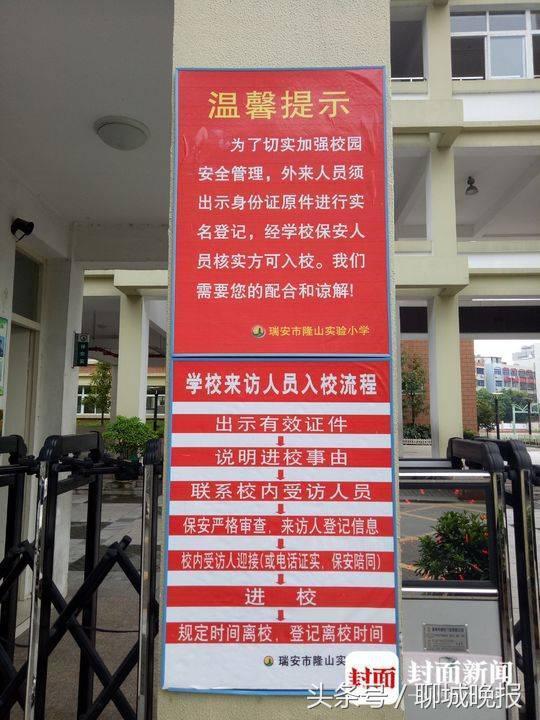 温馨提示
为了切实加强校园
安全管理，外来人员须
出示身份证原件进行实
名登记，经学校保安人
员核实方可入校。我们
需要您的配合和谅解!
瑞安市隆山实验小学
学校来访人员入校流程
出示有效证件
说明进校事由
联系校内受访人员
保安严格审查，来访人登记信息
校内受访人迎接(或电话证实，保安陪同)
进 校
规定时间离校，登记离校时间
瑞安市隆山实
封面 封面新闻
头条号／聊城晚报